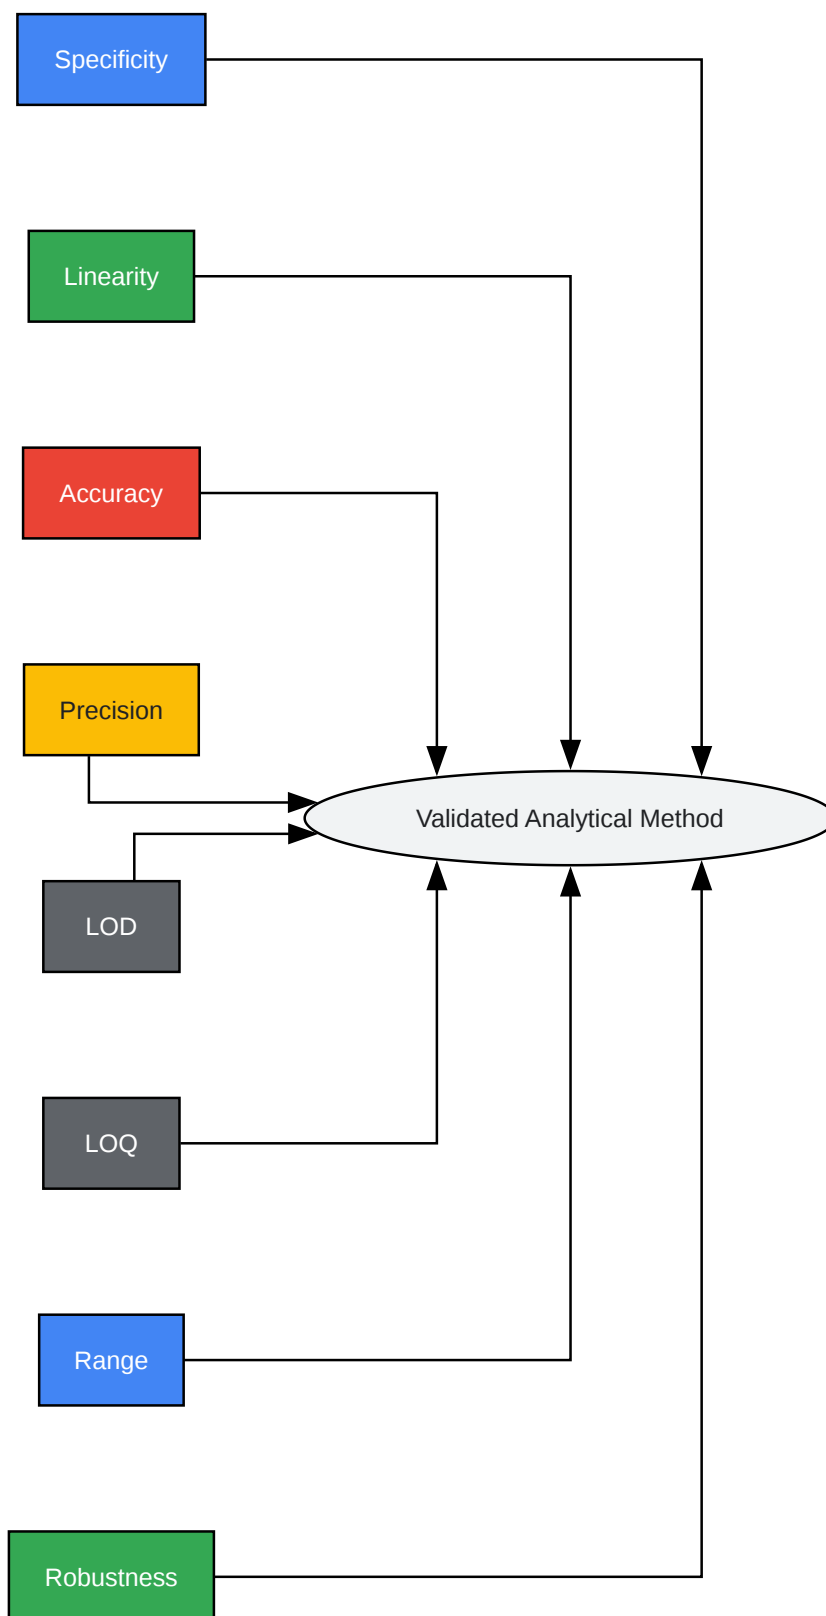 Specificity
Linearity
Accuracy
Precision
Validated Analytical Method
LOD
LOQ
Range
Robustness